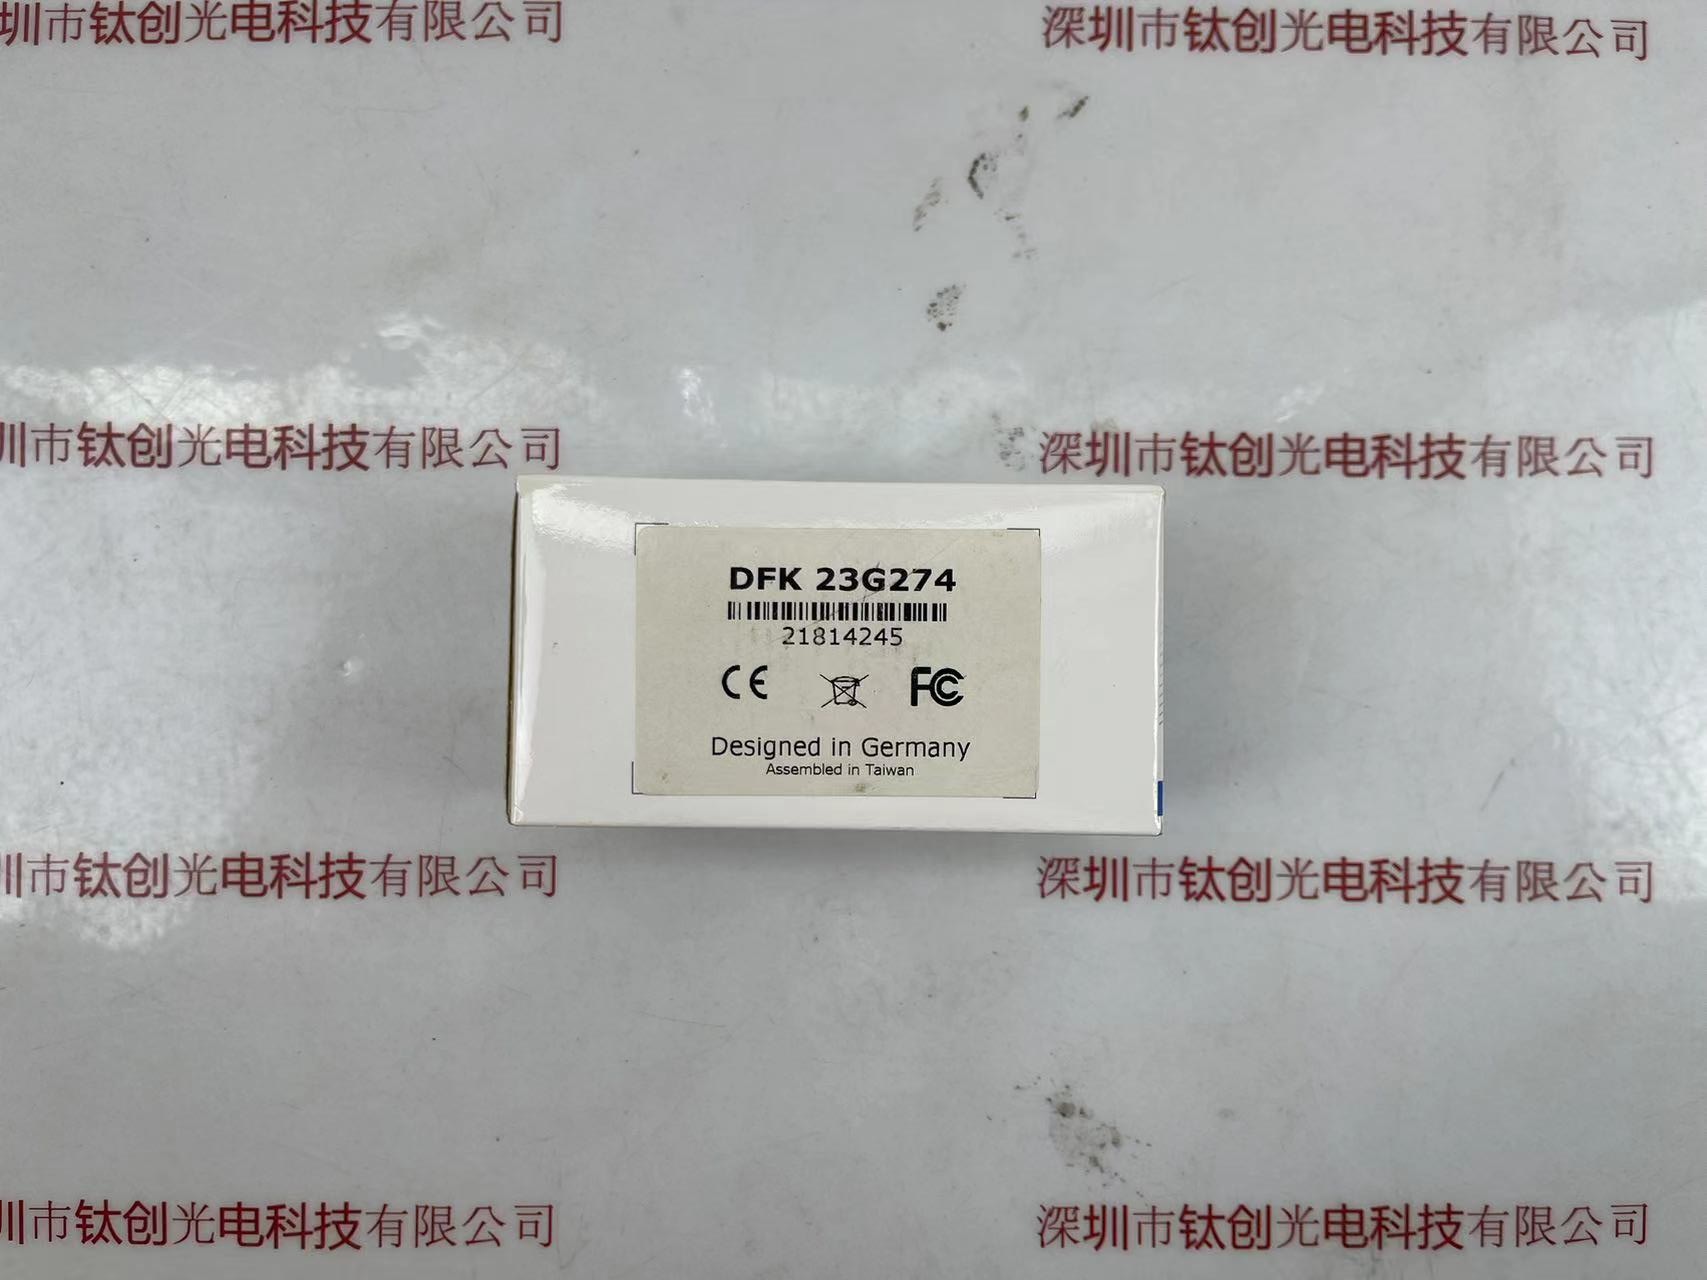 圳市钛创光电科技有限公司
深圳市钛创光电科技有限公司
圳市钛创光电科技有限公司
深圳市钛创光电科技有限公司
DFK 23G274
21814245
CE
FC
Designed in Germany
Assembled in Taiwan
圳市钛创光电科技有限公司
深圳市钛创光电科技有限公司
圳市钛创光电科技有限公司
深圳市钛创光电科技有限公司